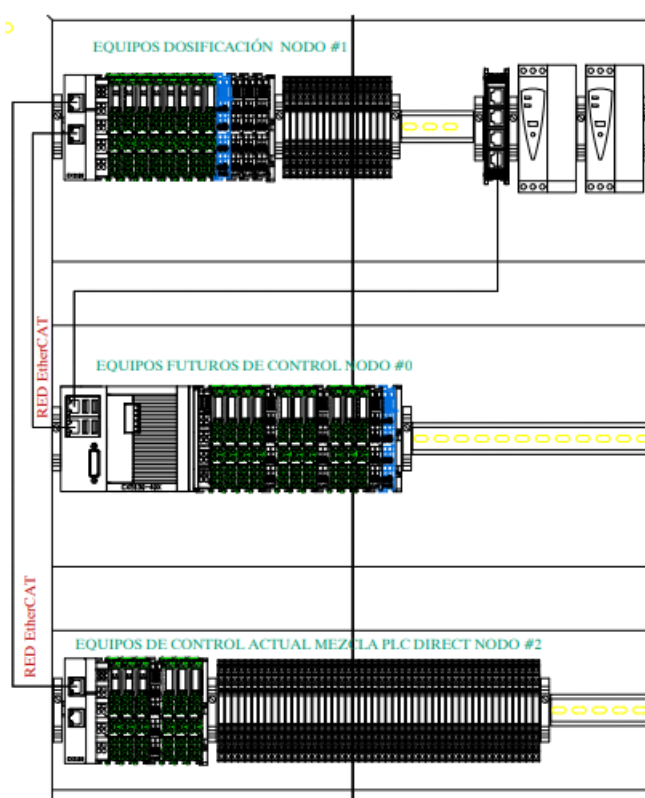 EQUIPOS DOSIFICACIÓN NODO #1
RED EtherCAT
EQUIPOS FUTUROS DE CONTROL NODO #0
RED EtherCAT
EQUIPOS DE CONTROL ACTUAL MEZCLA PLC DIRECT NODO #2